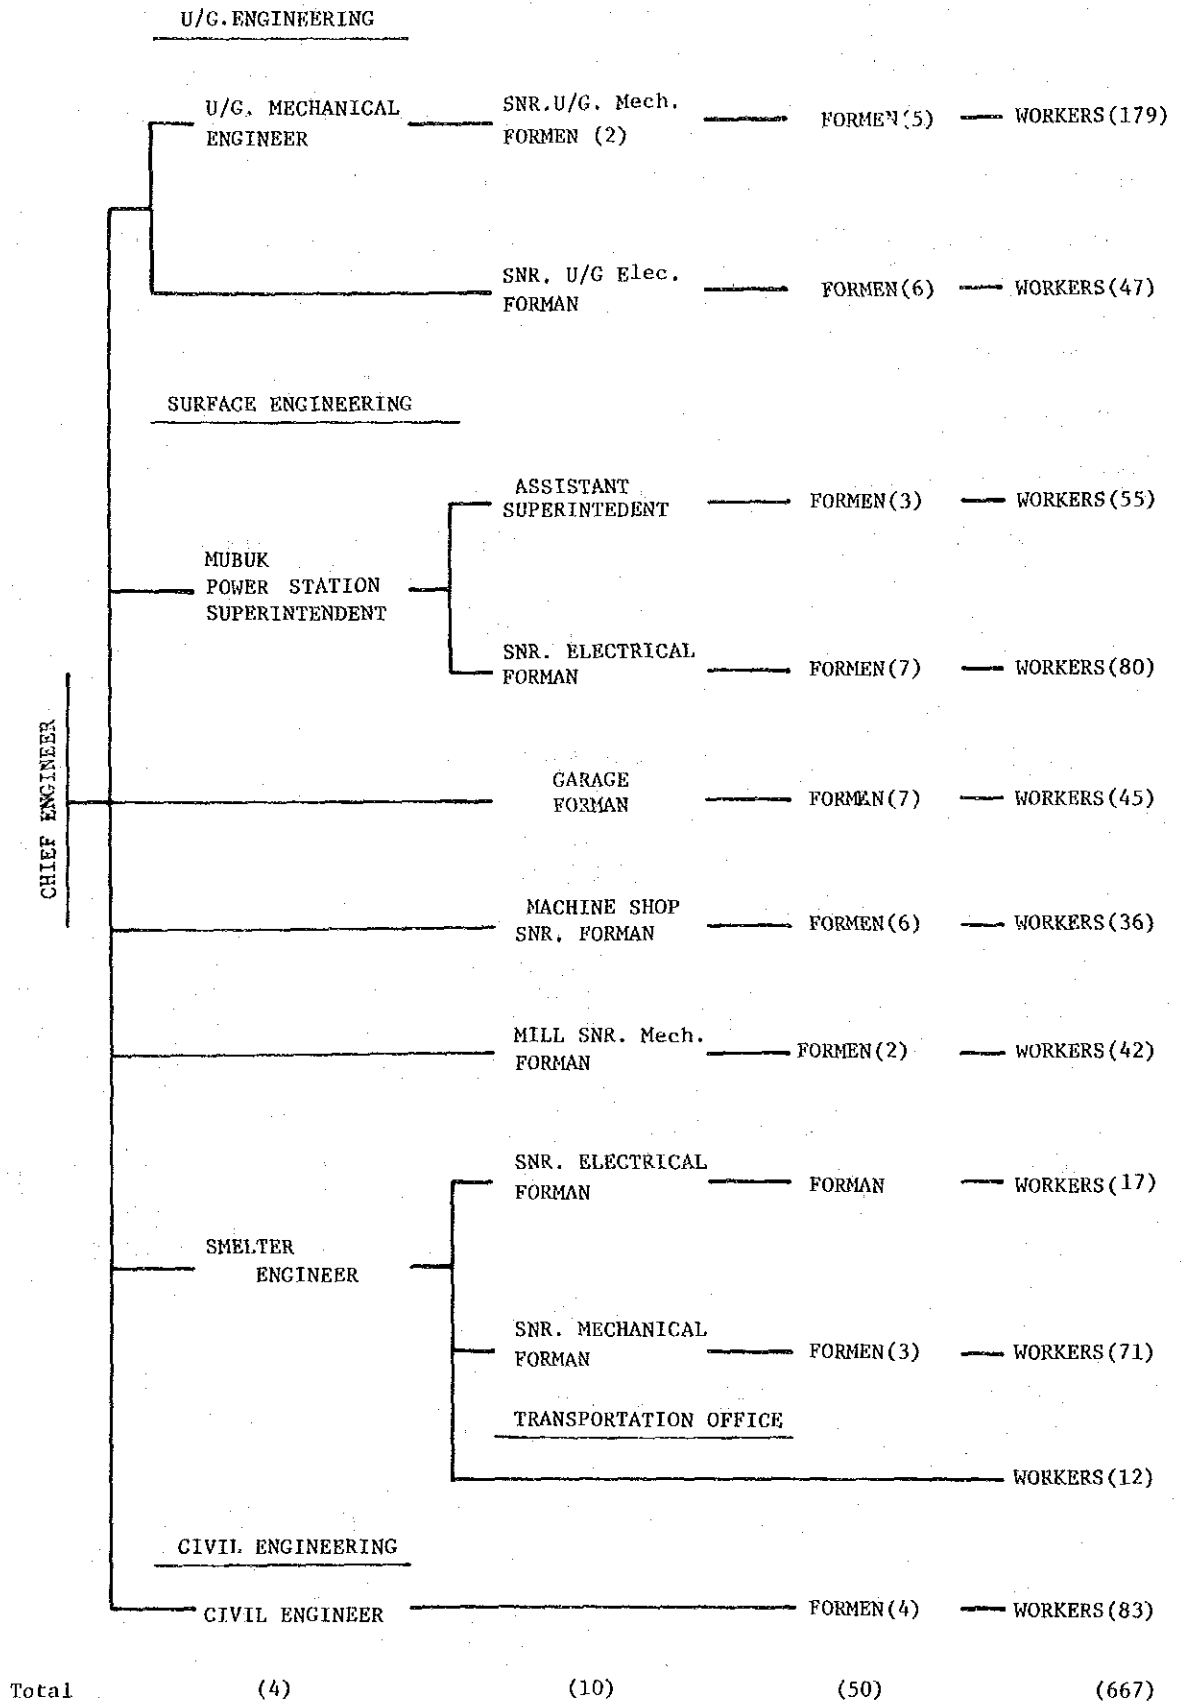 U/G.ENGINEERING
U/G. MECHANICAL
ENGINEER
SNR.U/G. Mech.
FORMEN (2)
FORMEN(5)
WORKERS(179)
SNR. U/G Elec.
FORMAN
FORMEN(6)
WORKERS(47)
SURFACE ENGINEERING
MUBUK
POWER STATION
SUPERINTENDENT
ASSISTANT
SUPERINTEDENT
FORMEN(3)
WORKERS(55)
SNR. ELECTRICAL
FORMAN
FORMEN(7)
WORKERS(80)
CHIEF ENGINEER
GARAGE
FORMAN
FORMEN(7)
WORKERS(45)
MACHINE SHOP
SNR. FORMAN
FORMEN(6)
WORKERS(36)
MILL SNR. Mech.
FORMAN
FORMEN(2)
WORKERS(42)
SMELTER
ENGINEER
SNR. ELECTRICAL
FORMAN
FORMAN
WORKERS(17)
SNR. MECHANICAL
FORMAN
FORMEN(3)
WORKERS(71)
TRANSPORTATION OFFICE
WORKERS(12)
CIVIL ENGINEERING
CIVIL ENGINEER
FORMEN(4)
WORKERS(83)
Total (4) (10) (50) (667)